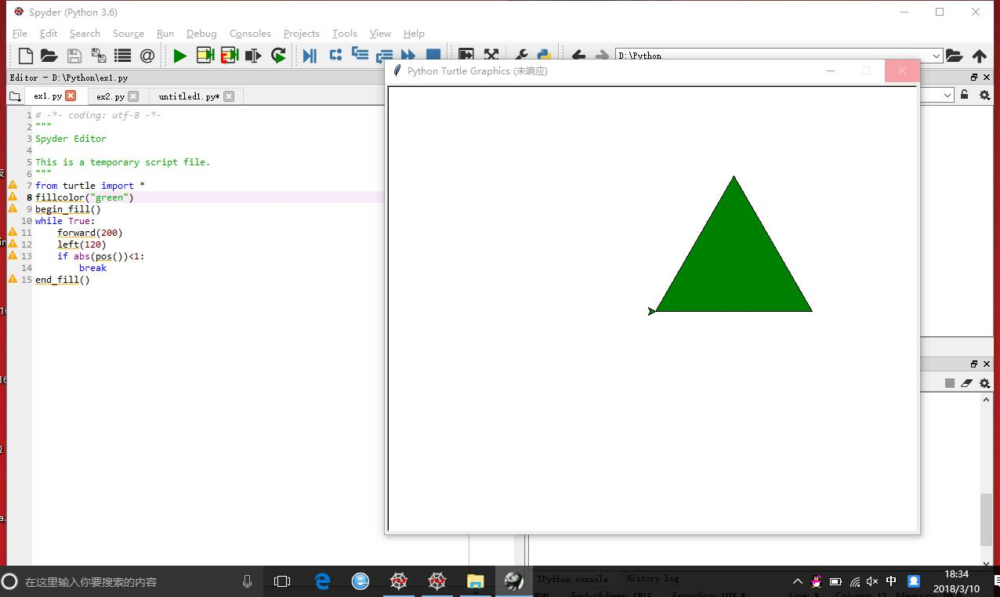 Spyder (Python 3.6)
File Edit Search Source Run Debug Consoles Projects Tools View Help
D:\Python
Editor - D:\Python\ex1.py
Python Turtle Graphics (未响应)
ex1.py ex2.py untitled1.py*
1 # -*- coding: utf-8 -*-
2 """
3 Spyder Editor
4
5 This is a temporary script file.
6 """
7 from turtle import *
8 fillcolor("green")
9 begin_fill()
10 while True:
11 forward(200)
12 left(120)
13 if abs(pos())<1:
14 break
15 end_fill()
IPython console History log
在这里输入你要搜索的内容
中
18:34
2018/3/10
End-of-lines: CRLF Encoding: UTF-8 Line: 8 Column: 17